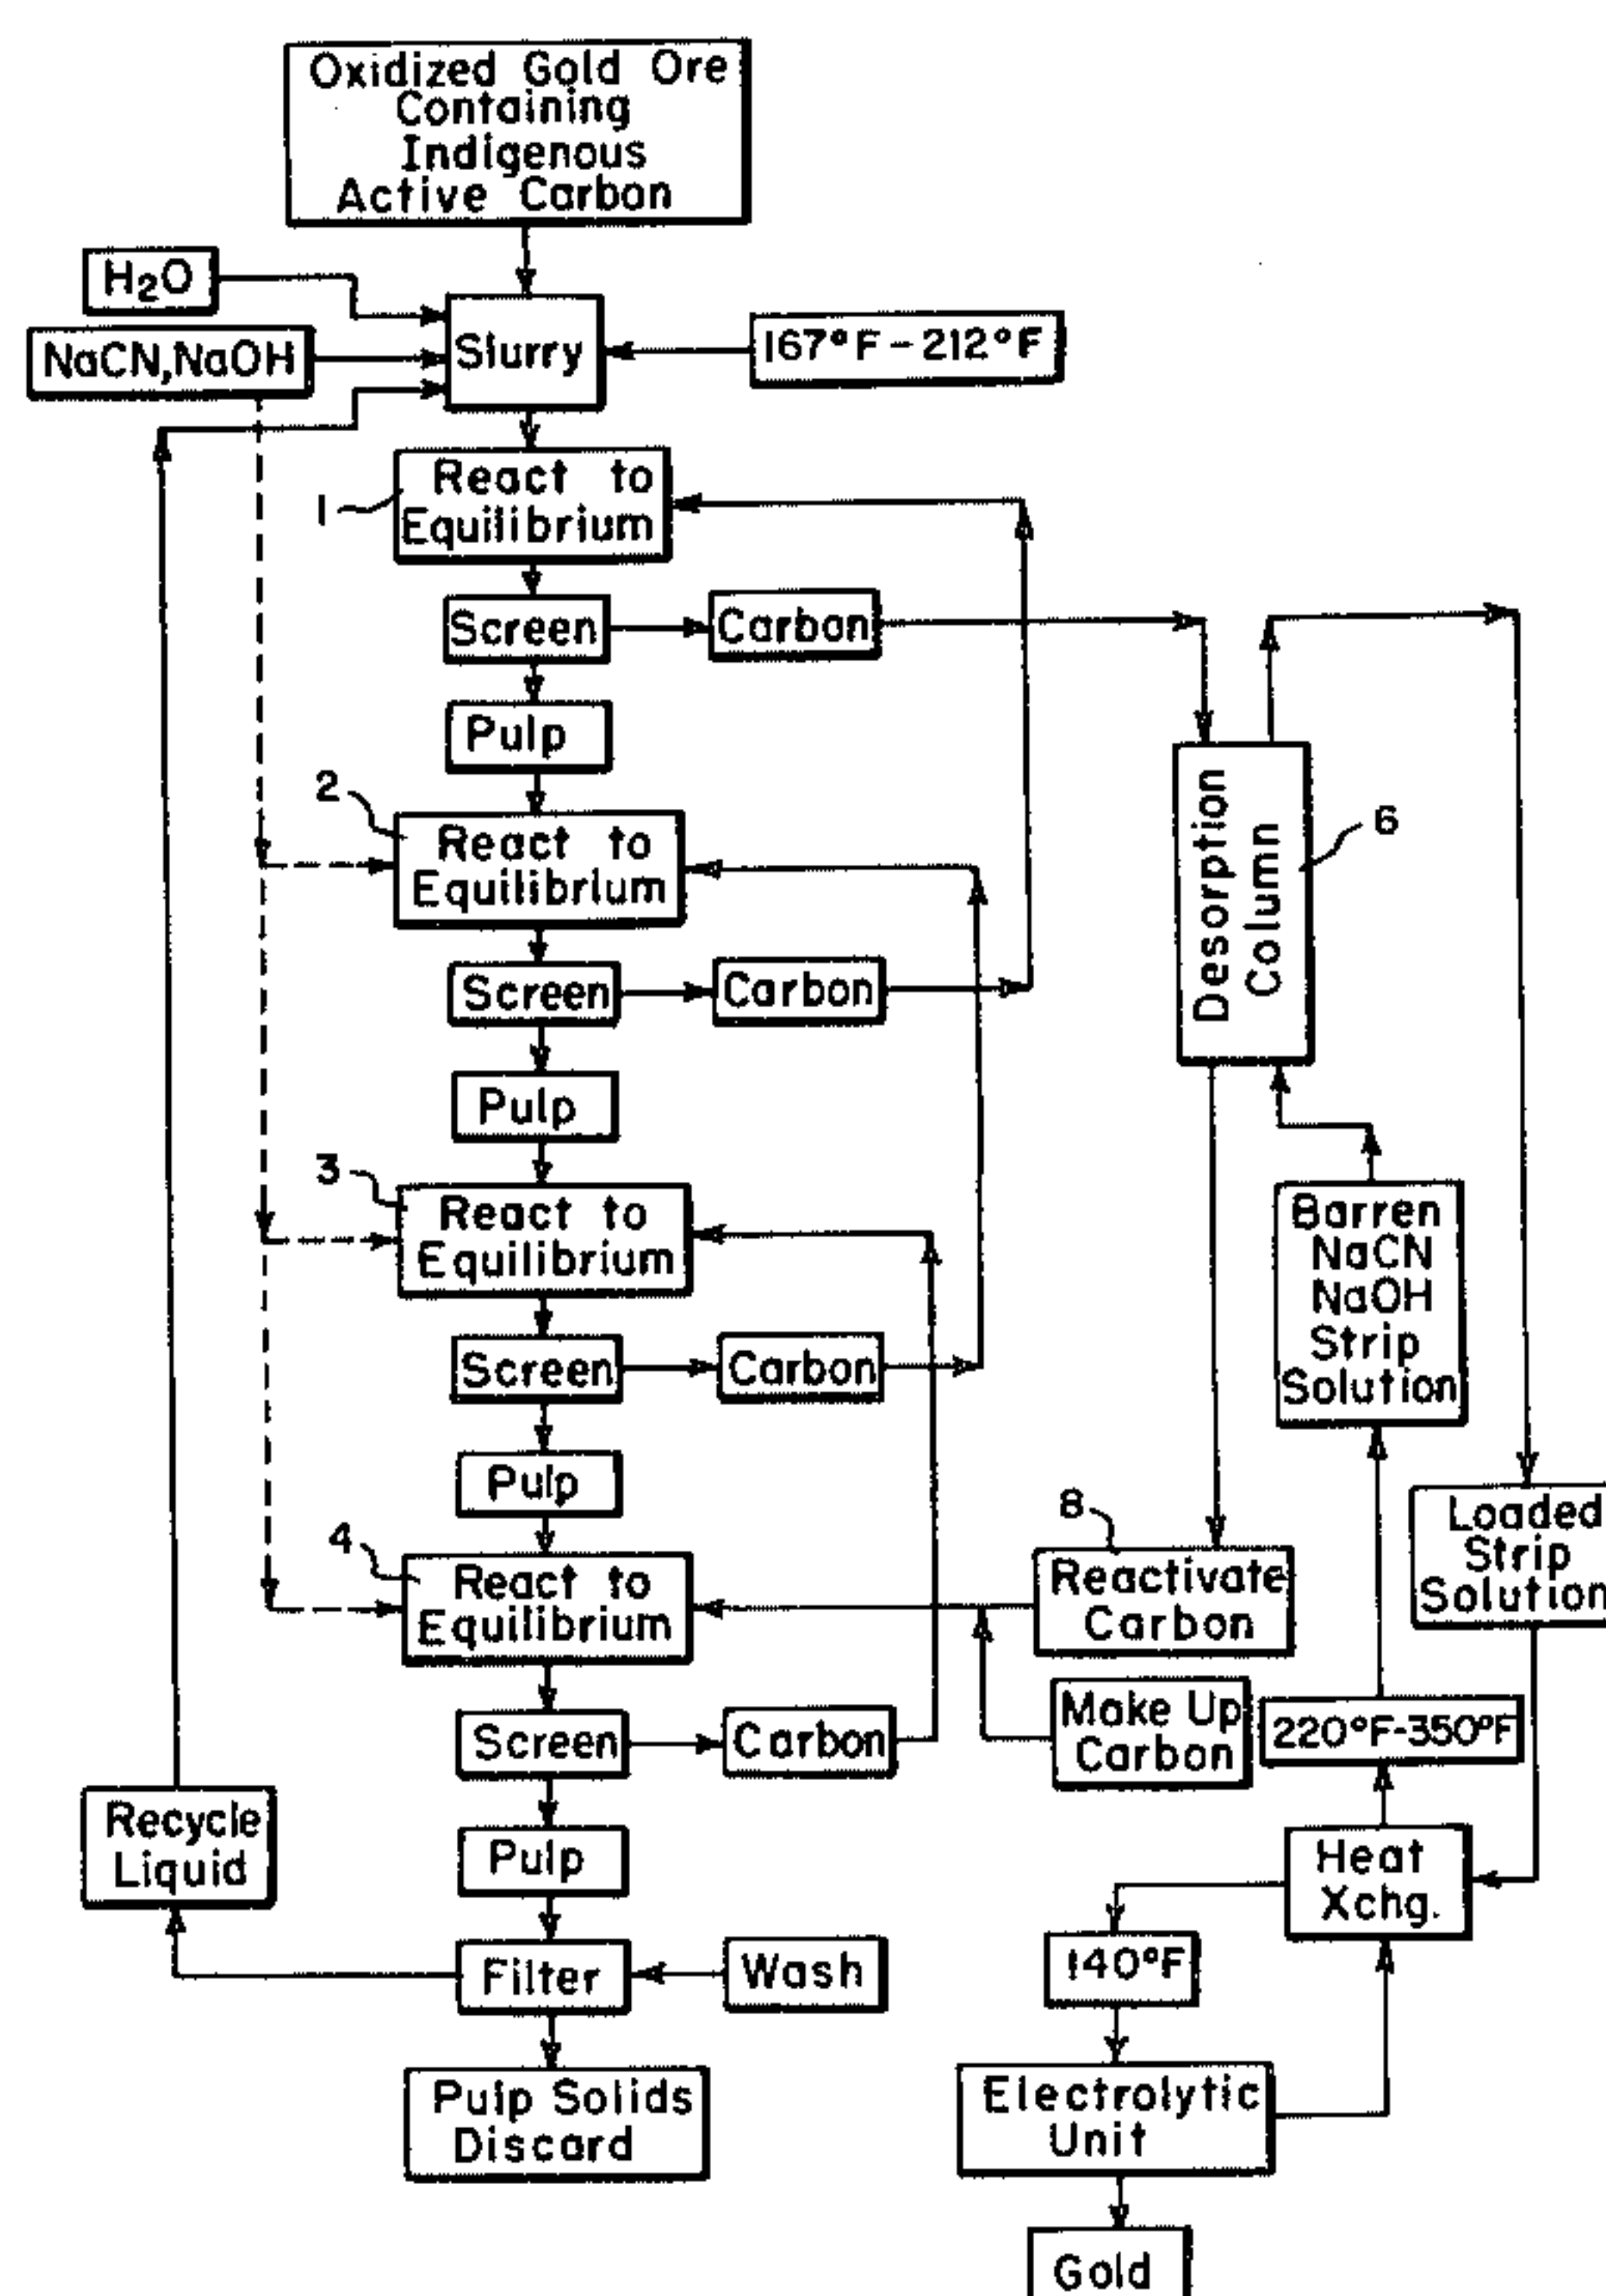 Oxidized Gold Ore
Containing
Indigenous
Active Carbon
H₂O
NaCN,NaOH
Slurry
167°F - 212°F
1
React to
Equilibrium
Screen
Carbon
Pulp
2
React to
Equilibrium
Desorption
Column
6
Screen
Carbon
Pulp
3
React to
Equilibrium
Barren
NaCN
NaOH
Strip
Solution
Screen
Carbon
Pulp
Loaded
Strip
Solution
4
React to
Equilibrium
8
Reactivate
Carbon
Make Up
Carbon
220°F-350°F
Screen
Carbon
Recycle
Liquid
Pulp
Heat
Xchg.
Filter
Wash
140°F
Pulp Solids
Discard
Electrolytic
Unit
Gold